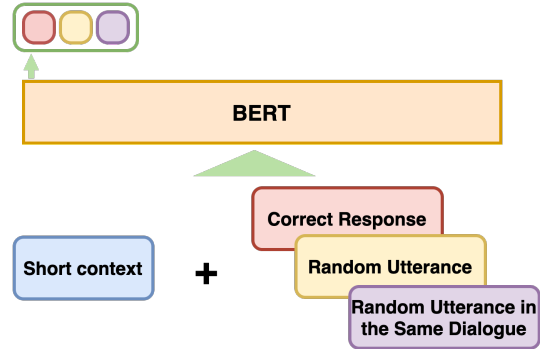 BERT
Correct Response
Short context
+
Random Utterance
Random Utterance in
the Same Dialogue